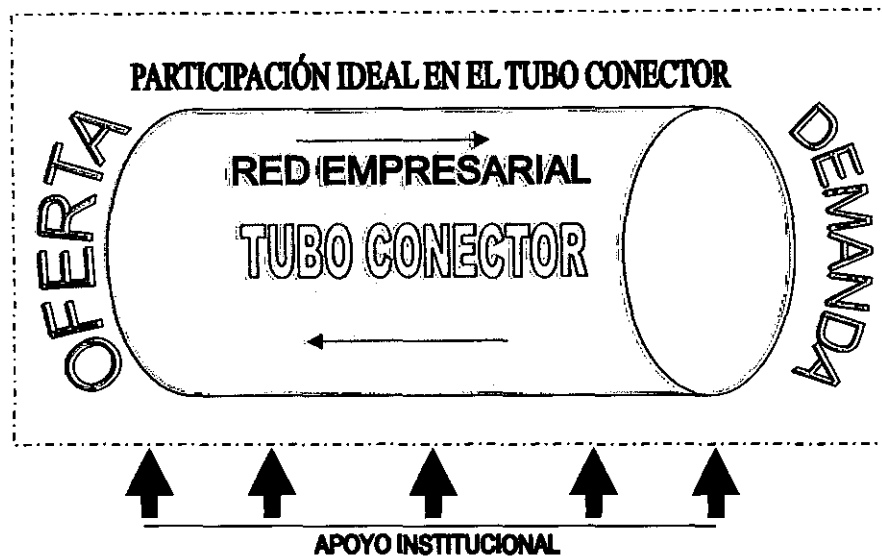 PARTICIPACIÓN IDEAL EN EL TUBO CONECTOR
OFERTA
RED EMPRESARIAL
TUBO CONECTOR
DEMANDA
APOYO INSTITUCIONAL